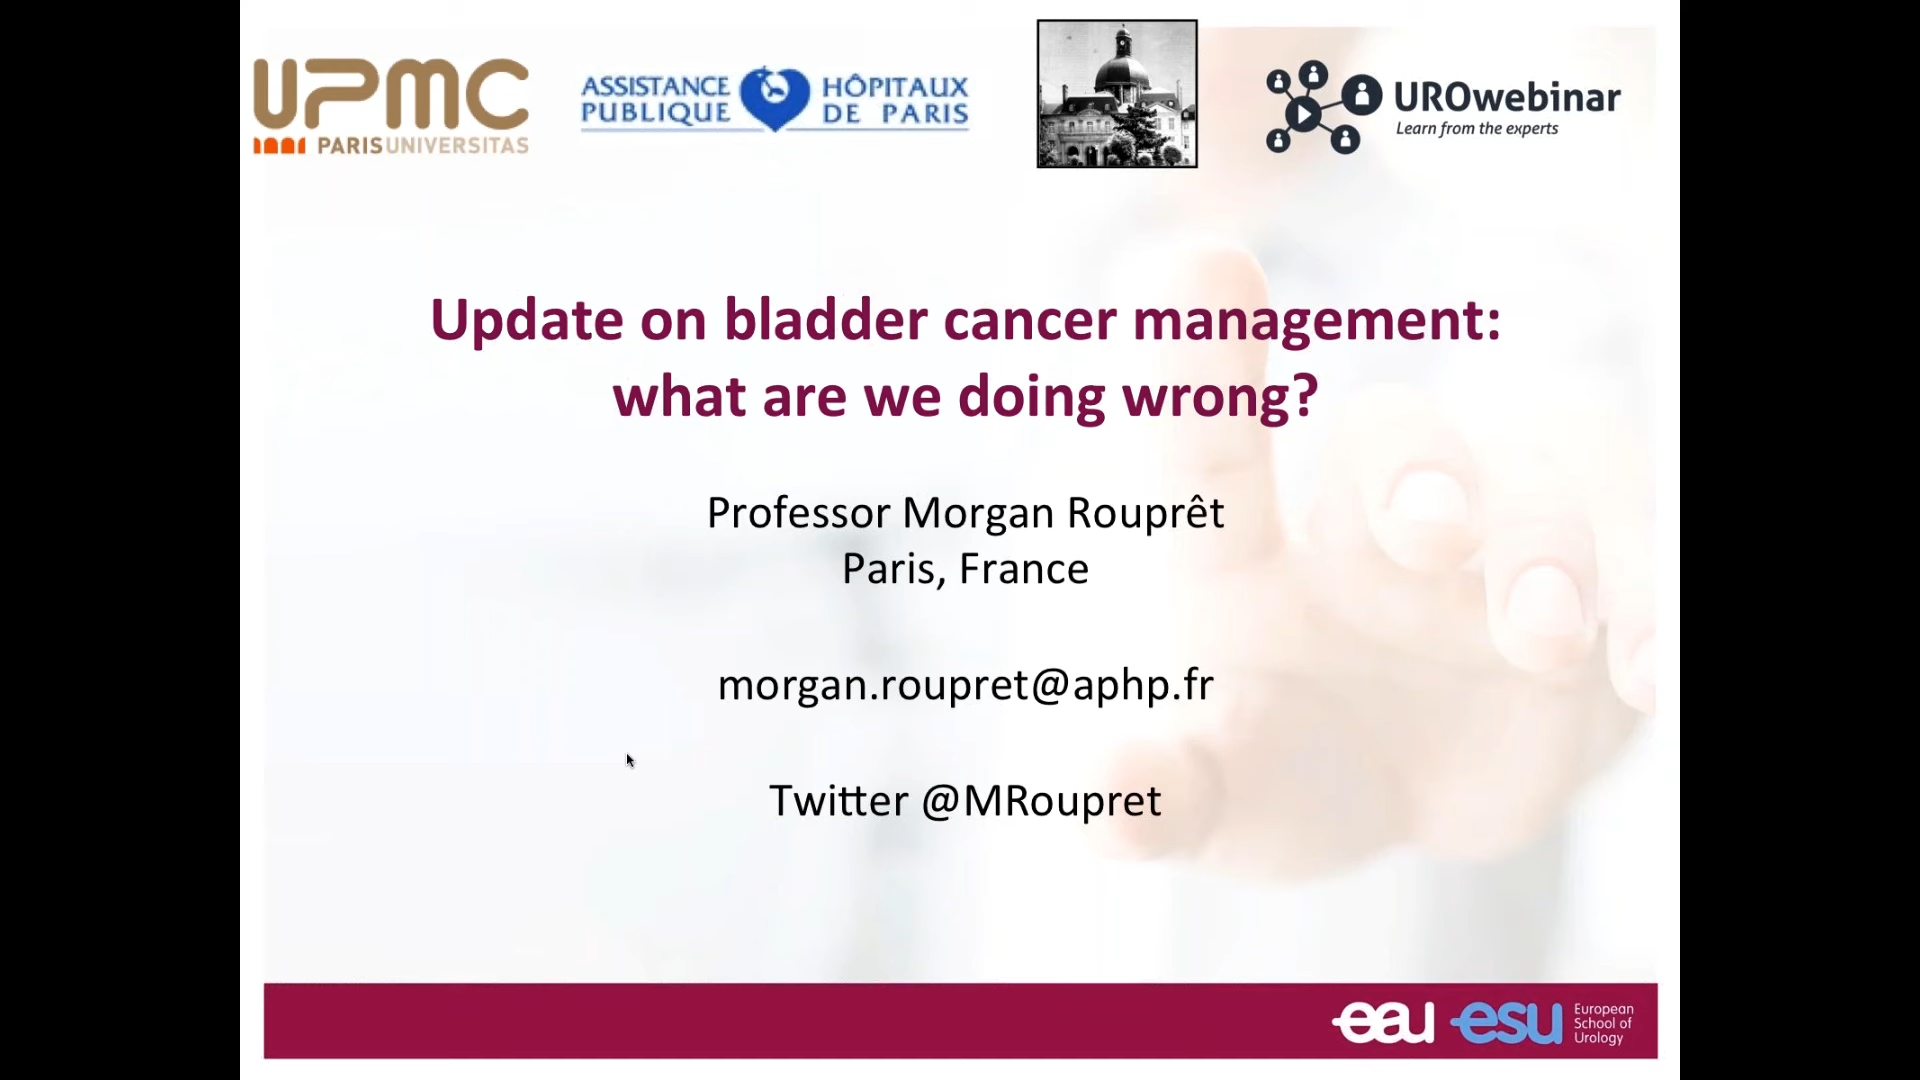 UPMC
PARISUNIVERSITAS
ASSISTANCE HÔPITAUX
PUBLIQUE DE PARIS
UROwebinar
Learn from the experts
Update on bladder cancer management:
what are we doing wrong?
Professor Morgan Rouprêt
Paris, France
morgan.roupret@aphp.fr
Twitter @MRoupret
eau esu
European
School of
Urology